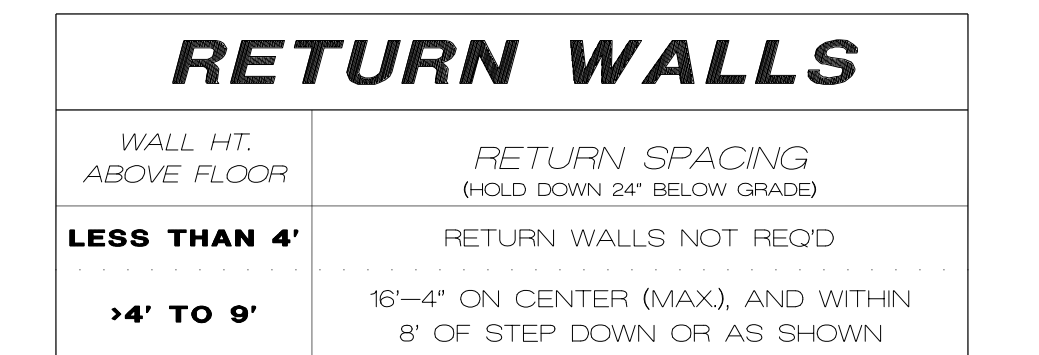 RETURN WALLS
WALL HT.
ABOVE FLOOR
RETURN SPACING
(HOLD DOWN 24" BELOW GRADE)
LESS THAN 4'
RETURN WALLS NOT REQ'D
>4' TO 9'
16'-4" ON CENTER (MAX.), AND WITHIN
8' OF STEP DOWN OR AS SHOWN